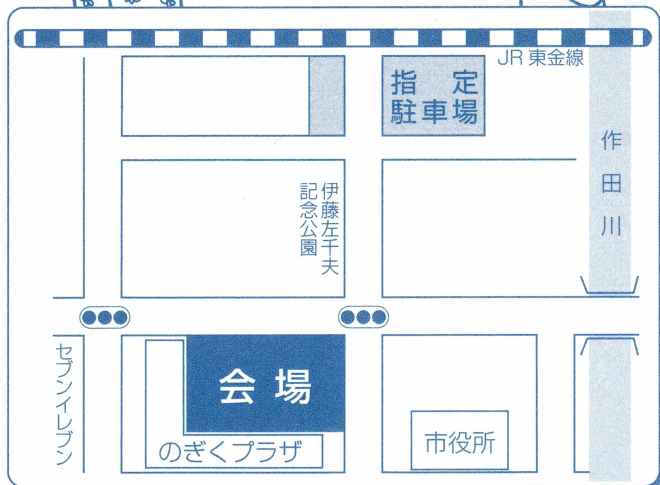 JR 東金線
指定
駐車場
作田川
伊藤左千夫
記念公園
セブンイレブン
会場
のぎくプラザ
市役所